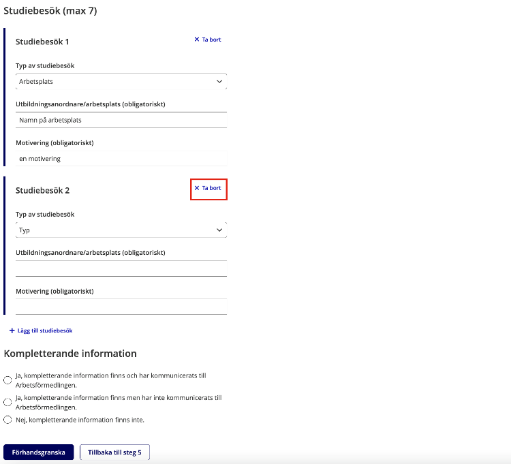 Studiebesök (max 7)
Studiebesök 1
× Ta bort
Typ av studiebesök
Arbetsplats
Utbildningsanordnare/arbetsplats (obligatoriskt)
Namn på arbetsplats
Motivering (obligatoriskt)
en motivering
Studiebesök 2
× Ta bort
Typ av studiebesök
Typ
Utbildningsanordnare/arbetsplats (obligatoriskt)
Motivering (obligatoriskt)
+ Lägg till studiebesök
Kompletterande information
Ja, kompletterande information finns och har kommunicerats till
Arbetsförmedlingen.
Ja, kompletterande information finns men har inte kommunicerats till
Arbetsförmedlingen.
Nej, kompletterande information finns inte.
Förhandsgranska
Tillbaka till steg 5